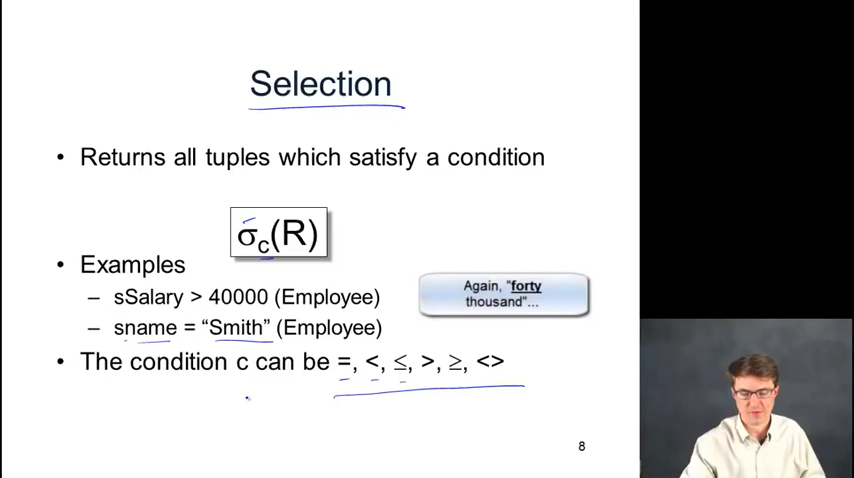 Selection
• Returns all tuples which satisfy a condition
σc(R)
• Examples
– sSalary > 40000 (Employee)
Again, "forty
thousand"...
– sname = “Smith” (Employee)
• The condition c can be =, <, ≤, >, ≥, <>
8